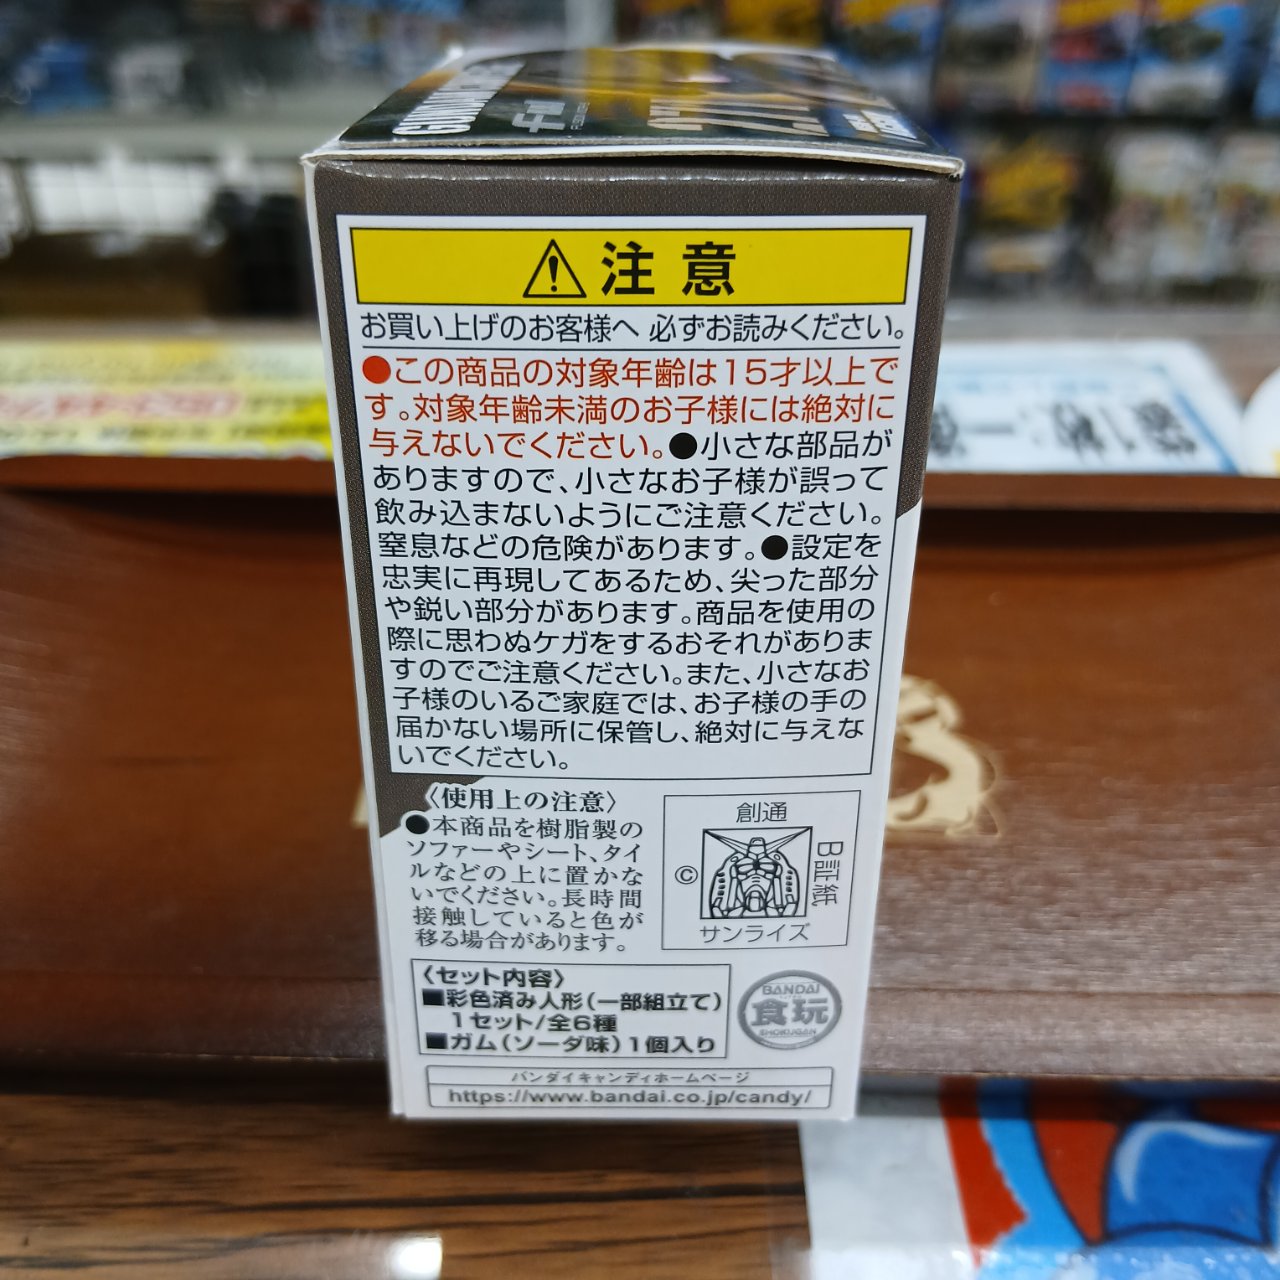 注意
お買い上げのお客様へ 必ずお読みください。
●この商品の対象年齢は15才以上で
す。対象年齢未満のお子様には絶対に
与えないでください。●小さな部品が
ありますので、小さなお子様が誤って
飲み込まないようにご注意ください。
窒息などの危険があります。●設定を
忠実に再現してあるため、尖った部分
や鋭い部分があります。商品を使用の
際に思わぬケガをするおそれがありま
すのでご注意ください。また、小さなお
子様のいるご家庭では、お子様の手の
届かない場所に保管し、絶対に与えな
いでください。
〈使用上の注意〉
●本商品を樹脂製の
ソファーやシート、タイ
ルなどの上に置かな
いでください。長時間
接触していると色が
移る場合があります。
創通
©
B証紙
サンライズ
〈セット内容〉
■彩色済み人形(一部組立て)
1セット/全6種
■ガム(ソーダ味)1個入り
BANDAI
食玩
SHOKUGAN
バンダイキャンディホームページ
https://www.bandai.co.jp/candy/